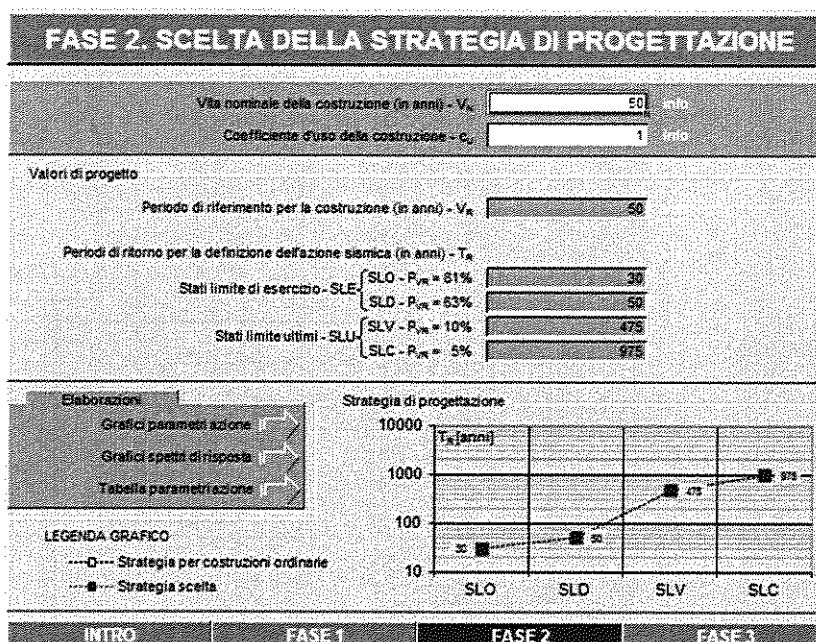 FASE 2. SCELTA DELLA STRATEGIA DI PROGETTAZIONE
Vita nominale della costruzione (in anni) - VN 50 info
Coefficiente d'uso della costruzione - cU 1 info
Valori di progetto
Periodo di riferimento per la costruzione (in anni) - VR 50
Periodi di ritorno per la definizione dell'azione sismica (in anni) - TR
Stati limite di esercizio - SLE
SLO - PVR = 81% 30
SLD - PVR = 63% 50
Stati limite ultimi - SLU
SLV - PVR = 10% 475
SLC - PVR = 5% 975
Elaborazioni
Grafici parametri azione
Grafici spettri di risposta
Tabella parametri azione
LEGENDA GRAFICO
Strategia per costruzioni ordinarie
Strategia scelta
Strategia di progettazione
TR [anni]
10000
1000
100
10
30
50
475
975
SLO SLD SLV SLC
INTRO FASE 1 FASE 2 FASE 3